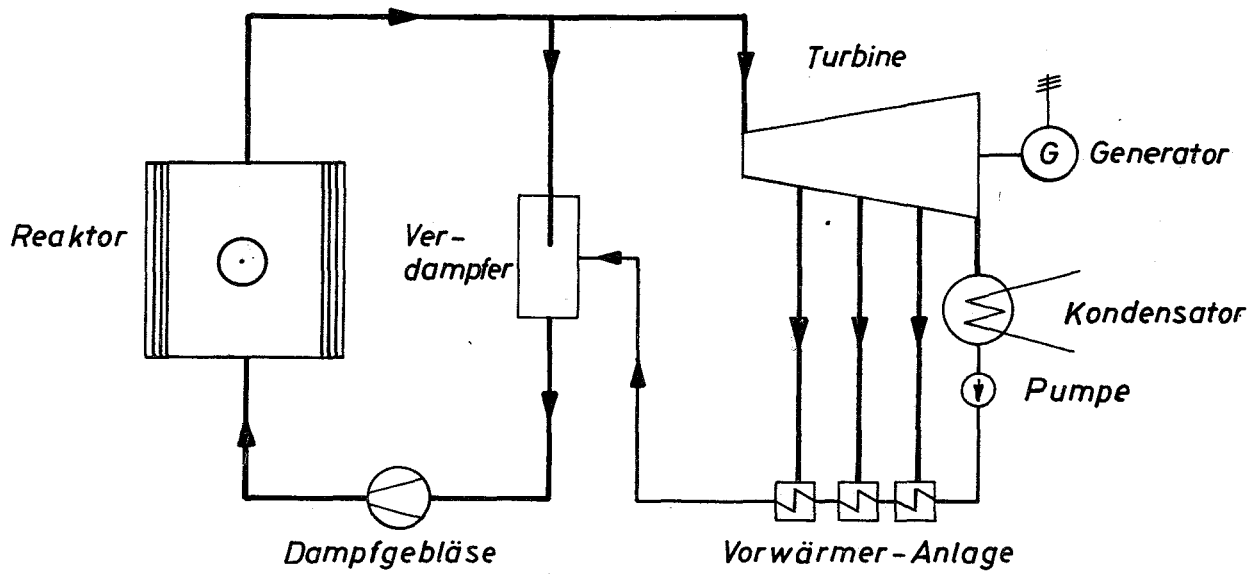 Turbine
G
Generator
Reaktor
Ver-
dampfer
Kondensator
Pumpe
Dampfgebläse
Vorwärmer-Anlage